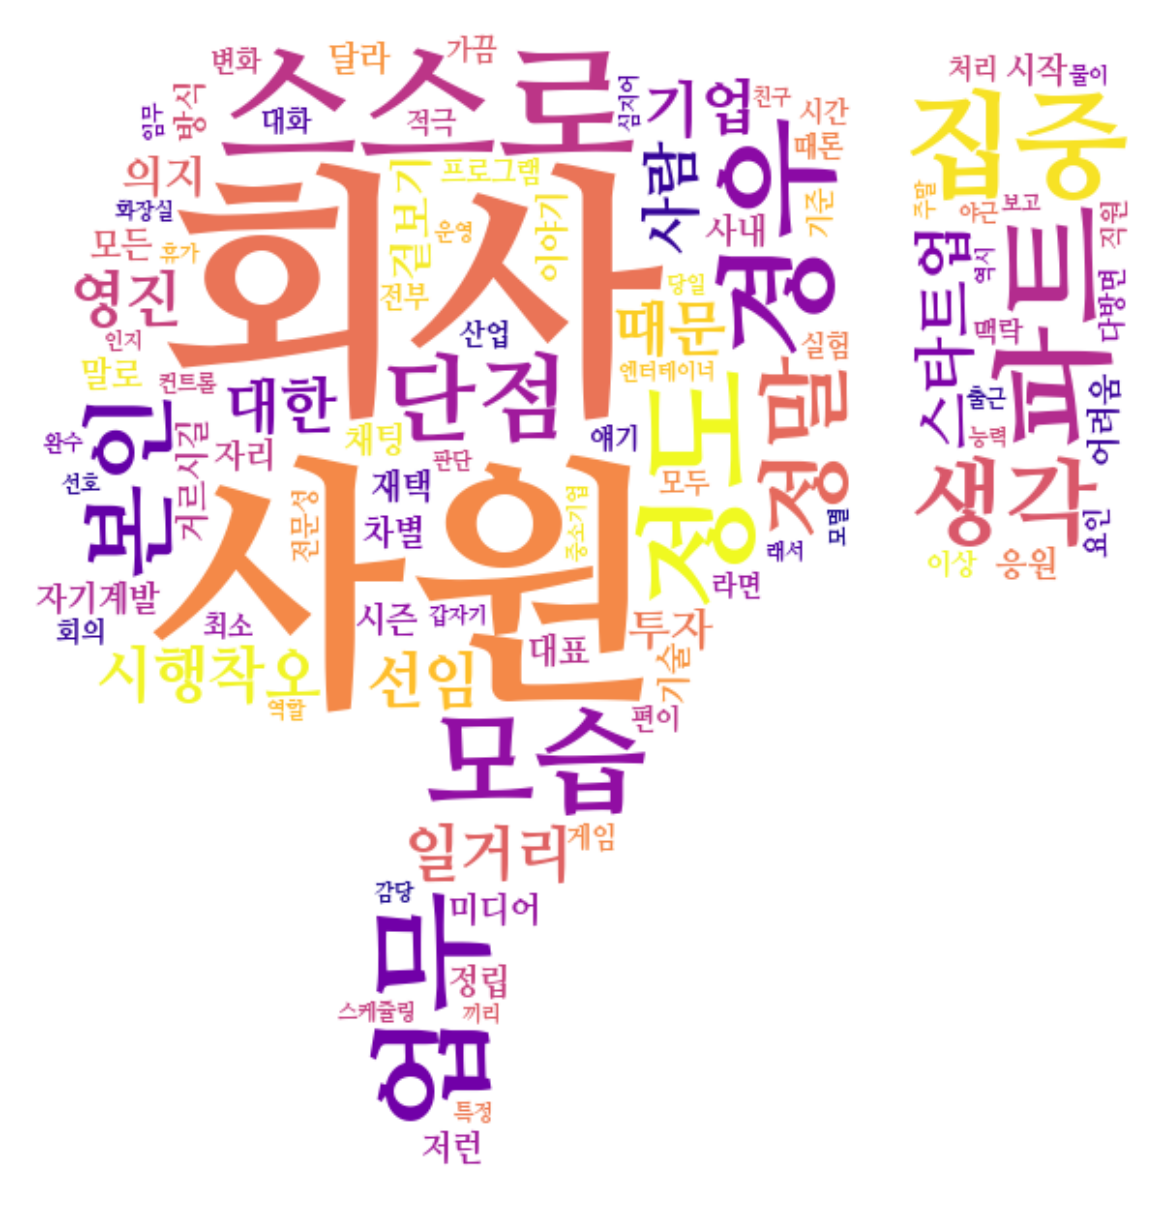 변화
달라
가끔
스스로
임무
방식
대화
적극
심지어
기업
친구
시간
때론
의지
화장실
모든
휴가
영진
인지
말로
컨트롤
회사
겉보기
프로그램
운영
이야기
전부
산업
사람
사내
기준
경우
당일
때문
엔터테이너
실험
정말
정도
대한
단점
채팅
판단
얘기
모두
모멸
래서
라면
본인
완수
선호
거르시길
자리
전문성
재택
차별
중소기업
사원
자기계발
회의
최소
시즌
갑자기
시행착오
역할
선임
대표
투자
기술
편이
모습
일거리
게임
감당
미디어
업무
정립
스케쥴링
끼리
특정
저런
처리
시작
물이
집중
주말
야근
보고
직원
스타트업
역시
맥락
파트
다방면
출근
능력
어려움
생각
요인
이상
응원